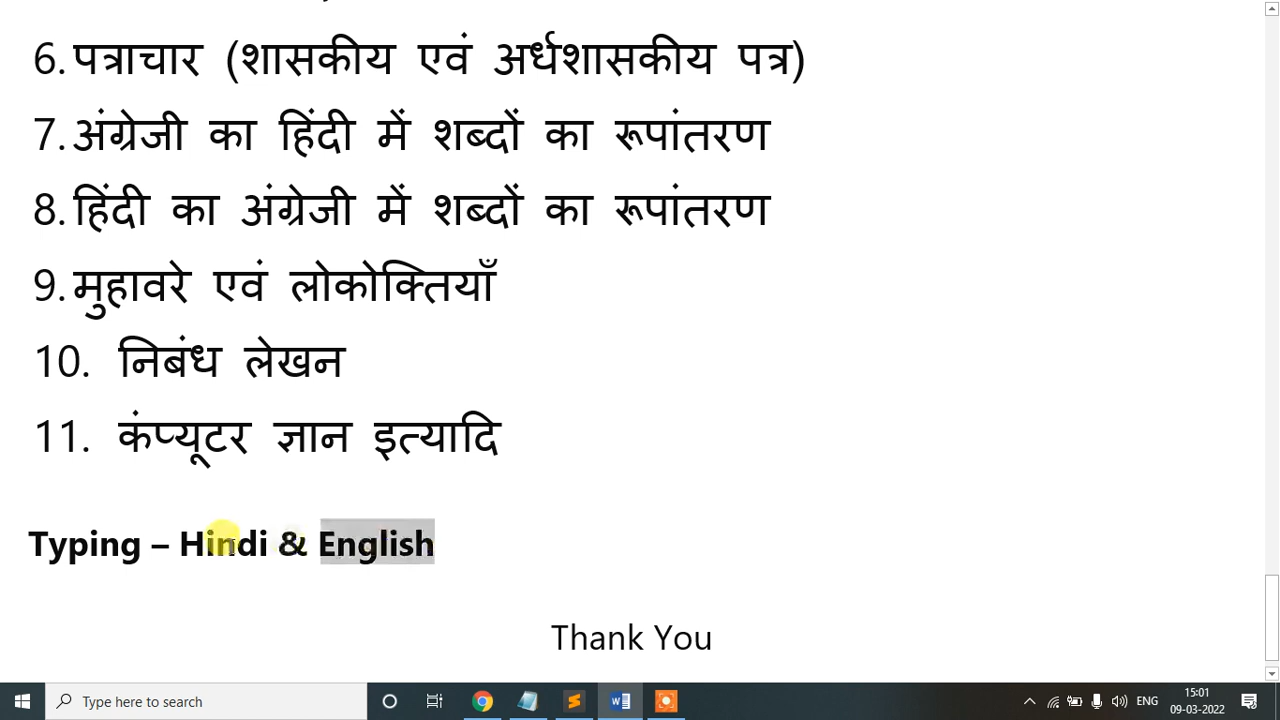 6. पत्राचार (शासकीय एवं अर्धशासकीय पत्र)
7. अंग्रेजी का हिंदी में शब्दों का रूपांतरण
8. हिंदी का अंग्रेजी में शब्दों का रूपांतरण
9. मुहावरे एवं लोकोक्तियाँ
10. निबंध लेखन
11. कंप्यूटर ज्ञान इत्यादि
Typing – Hindi & English
Thank You
Type here to search
ENG
15:01
09-03-2022